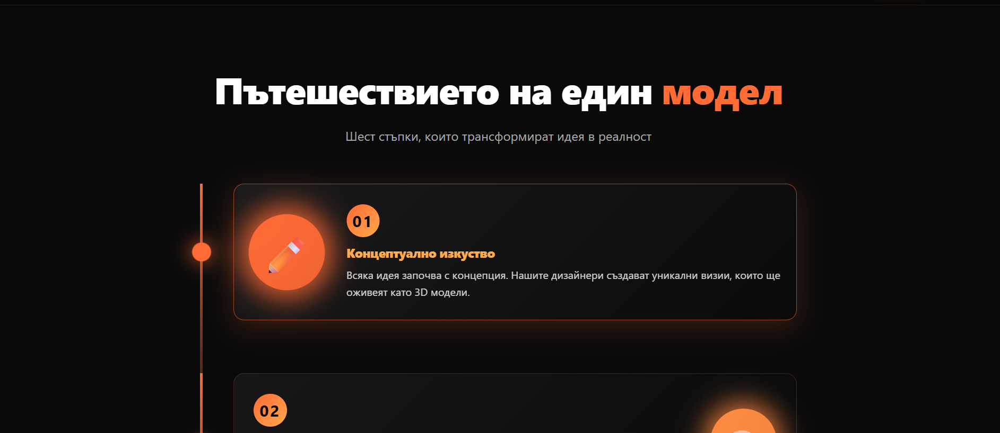 Пътешествието на един модел
Шест стъпки, които трансформират идея в реалност
01
Концептуално изкуство
Всяка идея започва с концепция. Нашите дизайнери създават уникални визии, които ще
оживеят като 3D модели.
02